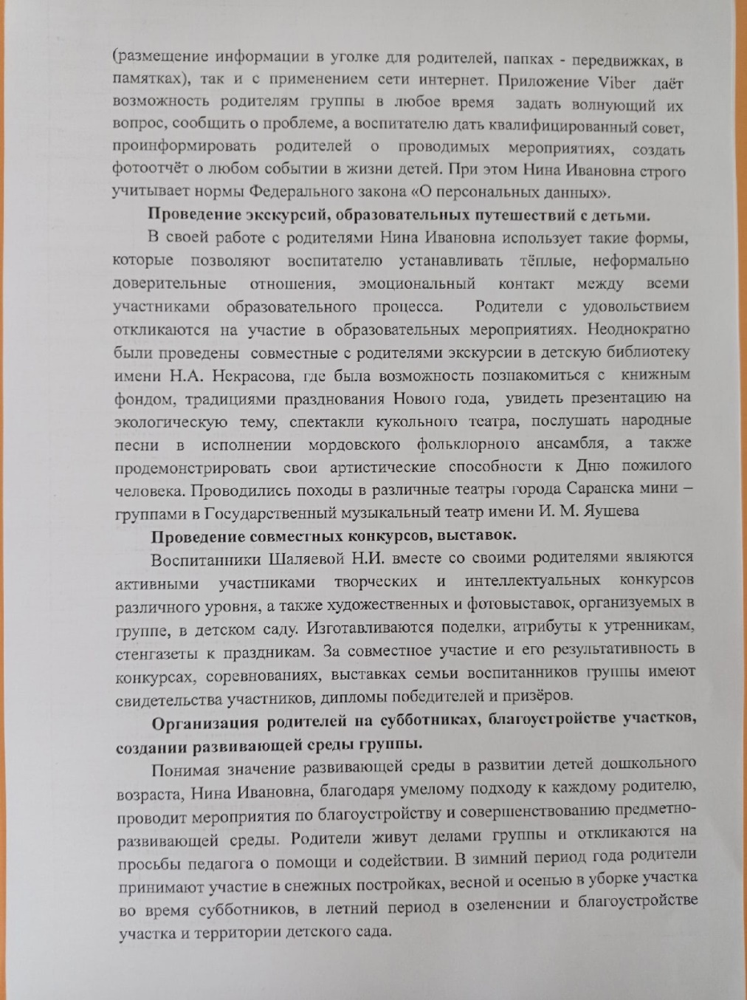 (размещение информации в уголке для родителей, папках - передвижках, в
памятках), так и с применением сети интернет. Приложение Viber даёт
возможность родителям группы в любое время задать волнующий их
вопрос, сообщить о проблеме, а воспитателю дать квалифицированный совет,
проинформировать родителей о проводимых мероприятиях, создать
фотоотчёт о любом событии в жизни детей. При этом Нина Ивановна строго
учитывает нормы Федерального закона «О персональных данных».
Проведение экскурсий, образовательных путешествий с детьми.
В своей работе с родителями Нина Ивановна использует такие формы,
которые позволяют воспитателю устанавливать тёплые, неформально
доверительные отношения, эмоциональный контакт между всеми
участниками образовательного процесса. Родители с удовольствием
откликаются на участие в образовательных мероприятиях. Неоднократно
были проведены совместные с родителями экскурсии в детскую библиотеку
имени Н.А. Некрасова, где была возможность познакомиться с книжным
фондом, традициями празднования Нового года, увидеть презентацию на
экологическую тему, спектакли кукольного театра, послушать народные
песни в исполнении мордовского фольклорного ансамбля, а также
продемонстрировать свои артистические способности к Дню пожилого
человека. Проводились походы в различные театры города Саранска мини –
группами в Государственный музыкальный театр имени И. М. Яушева
Проведение совместных конкурсов, выставок.
Воспитанники Шаляевой Н.И. вместе со своими родителями являются
активными участниками творческих и интеллектуальных конкурсов
различного уровня, а также художественных и фотовыставок, организуемых в
группе, в детском саду. Изготавливаются поделки, атрибуты к утренникам,
стенгазеты к праздникам. За совместное участие и его результативность в
конкурсах, соревнованиях, выставках семьи воспитанников группы имеют
свидетельства участников, дипломы победителей и призёров.
Организация родителей на субботниках, благоустройстве участков,
создании развивающей среды группы.
Понимая значение развивающей среды в развитии детей дошкольного
возраста, Нина Ивановна, благодаря умелому подходу к каждому родителю,
проводит мероприятия по благоустройству и совершенствованию предметно-
развивающей среды. Родители живут делами группы и откликаются на
просьбы педагога о помощи и содействии. В зимний период года родители
принимают участие в снежных постройках, весной и осенью в уборке участка
во время субботников, в летний период в озеленении и благоустройстве
участка и территории детского сада.